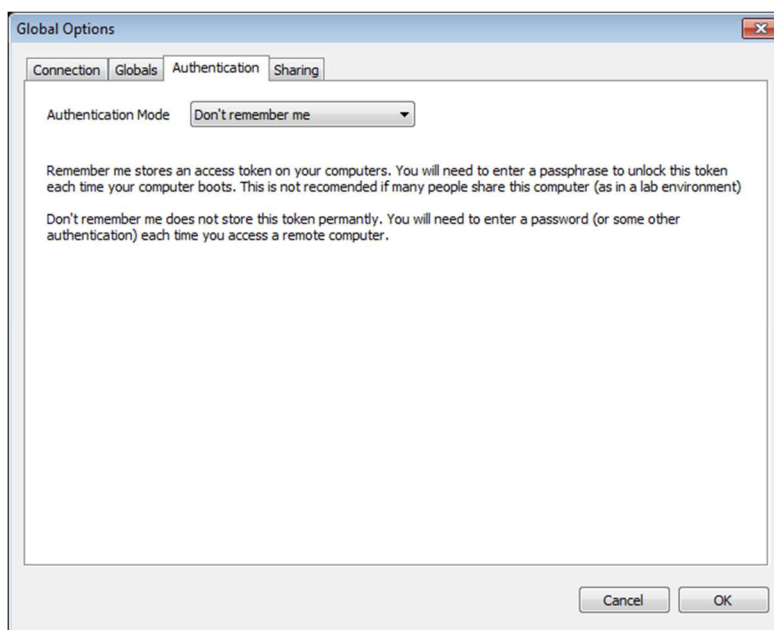 Global Options
Connection Globals Authentication Sharing
Authentication Mode Don't remember me
Remember me stores an access token on your computers. You will need to enter a passphrase to unlock this token
each time your computer boots. This is not recomended if many people share this computer (as in a lab environment)
Don't remember me does not store this token permantly. You will need to enter a password (or some other
authentication) each time you access a remote computer.
Cancel OK